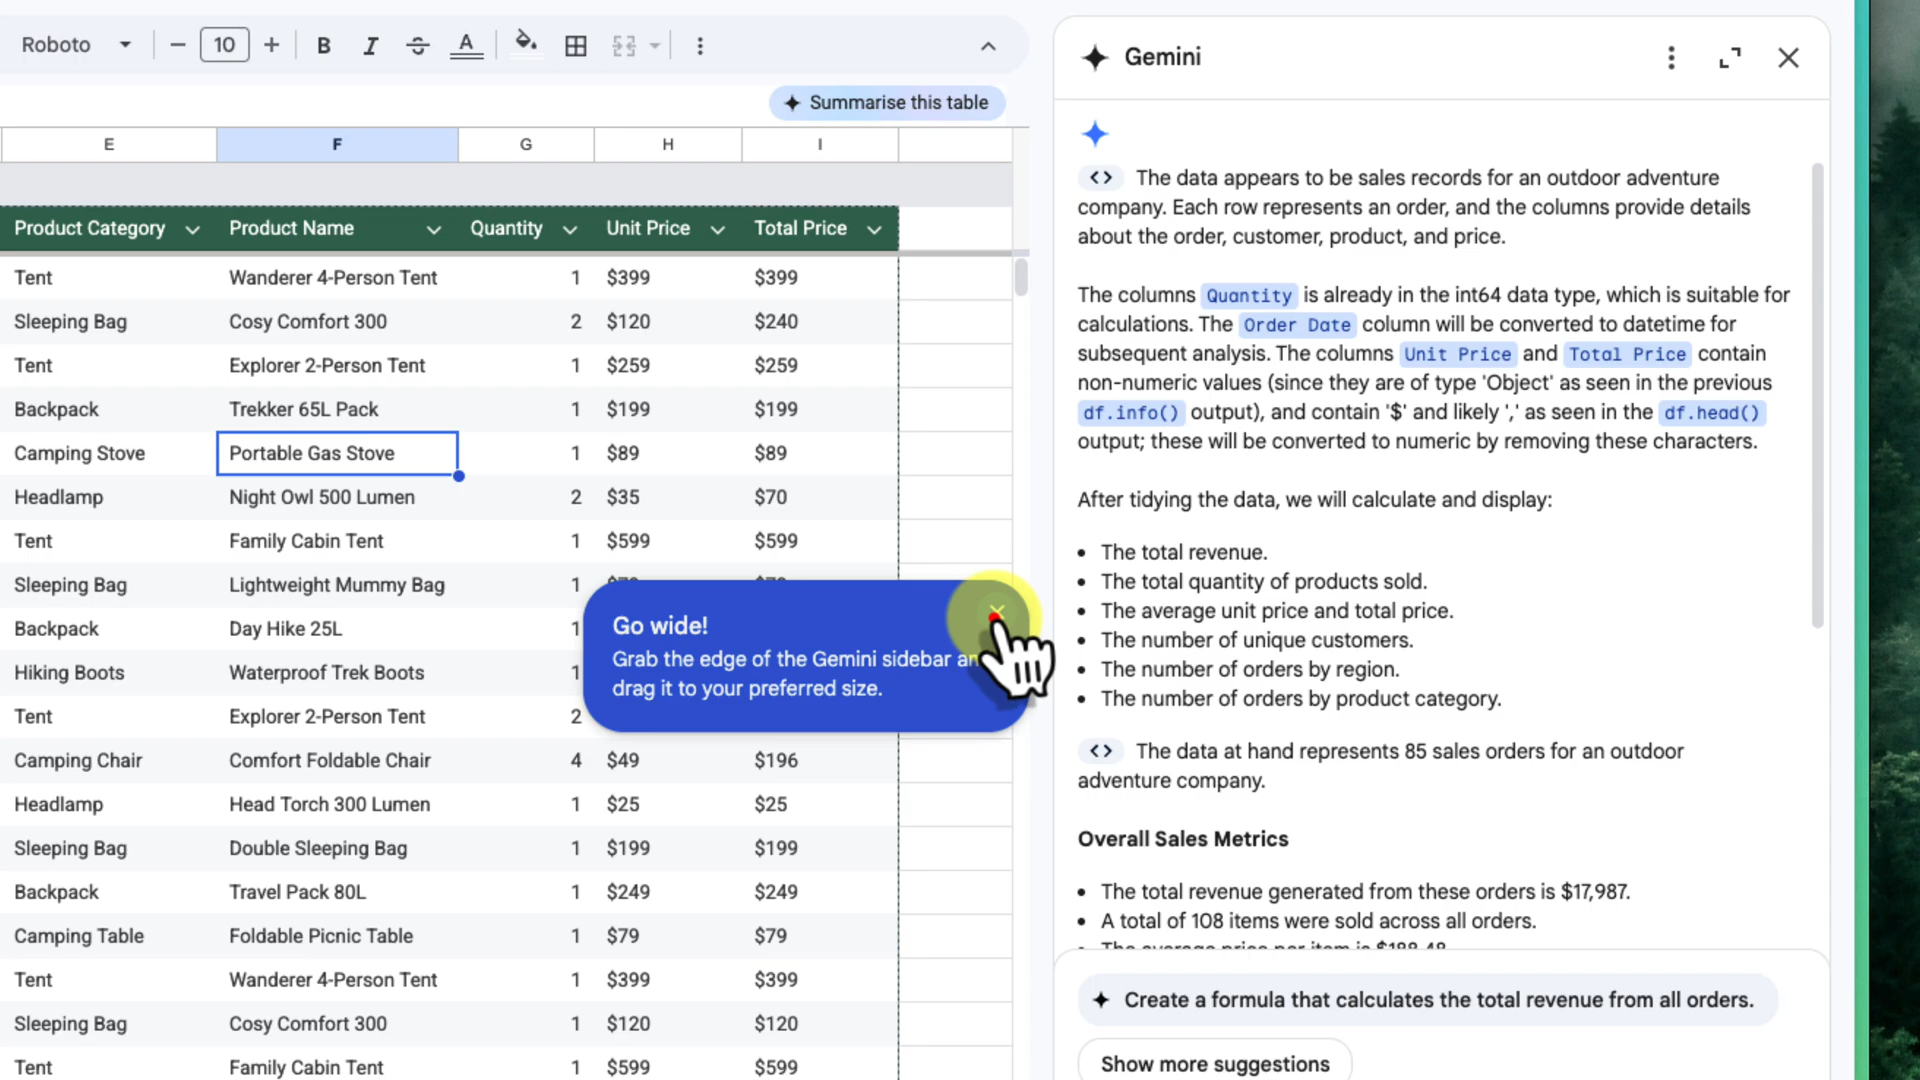 Roboto 10 B I A
Summarise this table
E F G H I
Product Category Product Name Quantity Unit Price Total Price
Tent Wanderer 4-Person Tent 1 $399 $399
Sleeping Bag Cosy Comfort 300 2 $120 $240
Tent Explorer 2-Person Tent 1 $259 $259
Backpack Trekker 65L Pack 1 $199 $199
Camping Stove Portable Gas Stove 1 $89 $89
Headlamp Night Owl 500 Lumen 2 $35 $70
Tent Family Cabin Tent 1 $599 $599
Sleeping Bag Lightweight Mummy Bag 1
Backpack Day Hike 25L 1
Hiking Boots Waterproof Trek Boots 1
Tent Explorer 2-Person Tent 2
Camping Chair Comfort Foldable Chair 4 $49 $196
Headlamp Head Torch 300 Lumen 1 $25 $25
Sleeping Bag Double Sleeping Bag 1 $199 $199
Backpack Travel Pack 80L 1 $249 $249
Camping Table Foldable Picnic Table 1 $79 $79
Tent Wanderer 4-Person Tent 1 $399 $399
Sleeping Bag Cosy Comfort 300 1 $120 $120
Tent Family Cabin Tent 1 $599 $599
Go wide!
Grab the edge of the Gemini sidebar
drag it to your preferred size.
Gemini
<> The data appears to be sales records for an outdoor adventure
company. Each row represents an order, and the columns provide details
about the order, customer, product, and price.
The columns Quantity is already in the int64 data type, which is suitable for
calculations. The Order Date column will be converted to datetime for
subsequent analysis. The columns Unit Price and Total Price contain
non-numeric values (since they are of type 'Object' as seen in the previous
df.info() output), and contain '$' and likely ',' as seen in the df.head()
output; these will be converted to numeric by removing these characters.
After tidying the data, we will calculate and display:
• The total revenue.
• The total quantity of products sold.
• The average unit price and total price.
• The number of unique customers.
• The number of orders by region.
• The number of orders by product category.
<> The data at hand represents 85 sales orders for an outdoor
adventure company.
Overall Sales Metrics
• The total revenue generated from these orders is $17,987.
• A total of 108 items were sold across all orders.
• The average price per item is $188.48
Create a formula that calculates the total revenue from all orders.
Show more suggestions